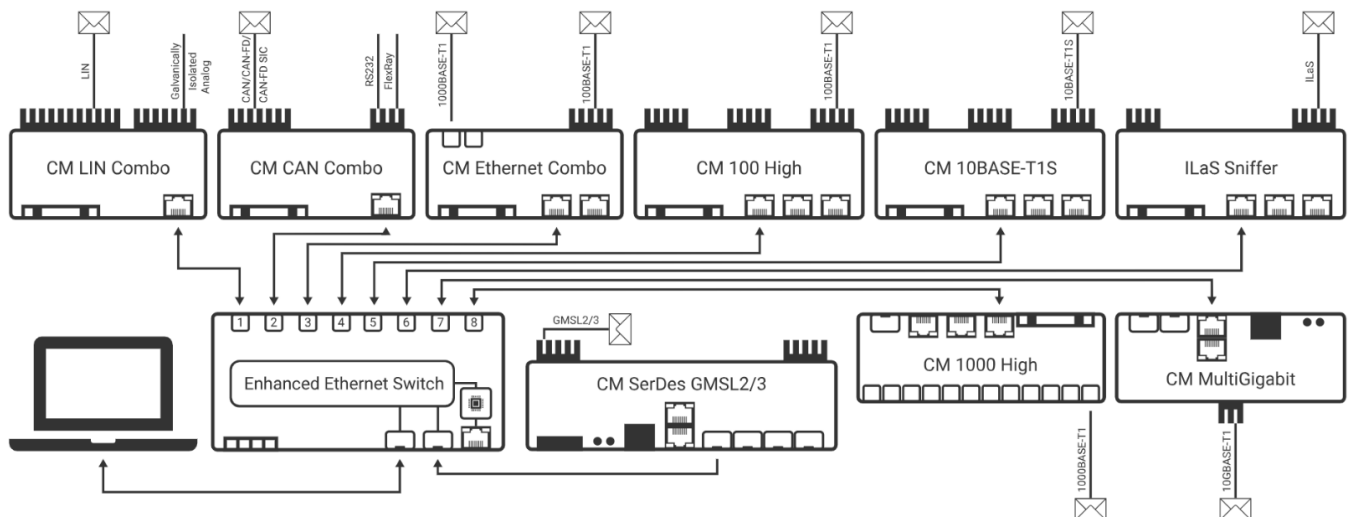 LIN
Galvanically
Isolated
Analog
CAN/CAN-FD/
CAN-FD SIC
RS232
FlexRay
1000BASE-T1
100BASE-T1
100BASE-T1
10BASE-T1S
ILaS
CM LIN Combo
CM CAN Combo
CM Ethernet Combo
CM 100 High
CM 10BASE-T1S
ILaS Sniffer
1
2
3
4
5
6
7
8
GMSL2/3
Enhanced Ethernet Switch
CM SerDes GMSL2/3
CM 1000 High
CM MultiGigabit
1000BASE-T1
10GBASE-T1